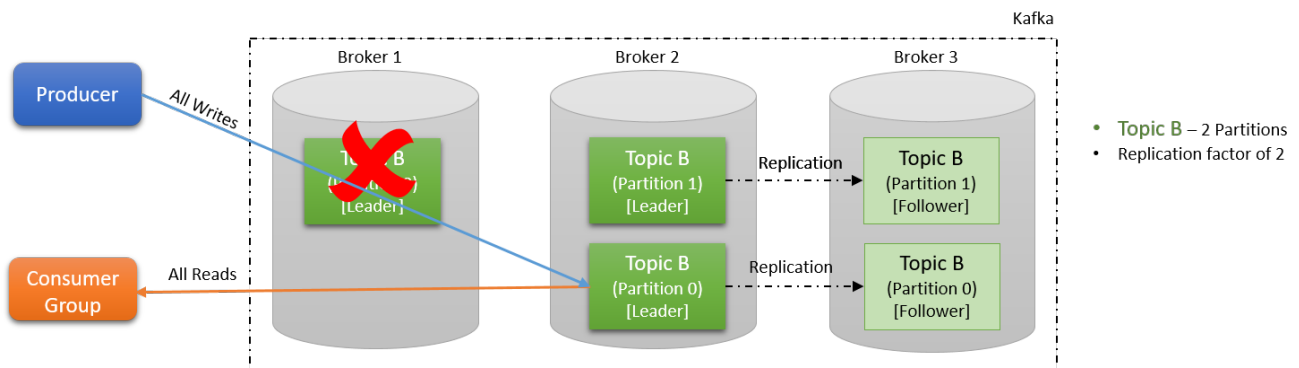 Kafka
Broker 1
Broker 2
Broker 3
Producer
All Writes
Topic B
[Leader]
Topic B
(Partition 1)
[Leader]
Replication
Topic B
(Partition 1)
[Follower]
Topic B – 2 Partitions
Replication factor of 2
Consumer
Group
All Reads
Topic B
(Partition 0)
[Leader]
Replication
Topic B
(Partition 0)
[Follower]